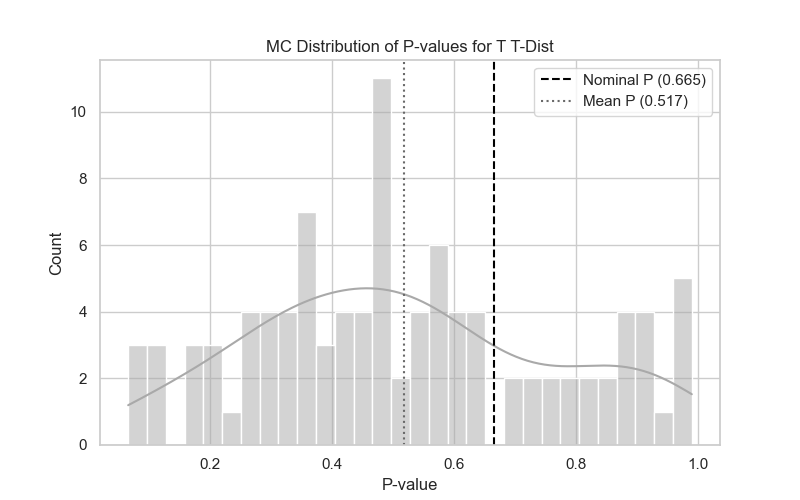 MC Distribution of P-values for T T-Dist
Nominal P (0.665)
Mean P (0.517)
Count
10
8
6
4
2
0
0.2 0.4 0.6 0.8 1.0
P-value